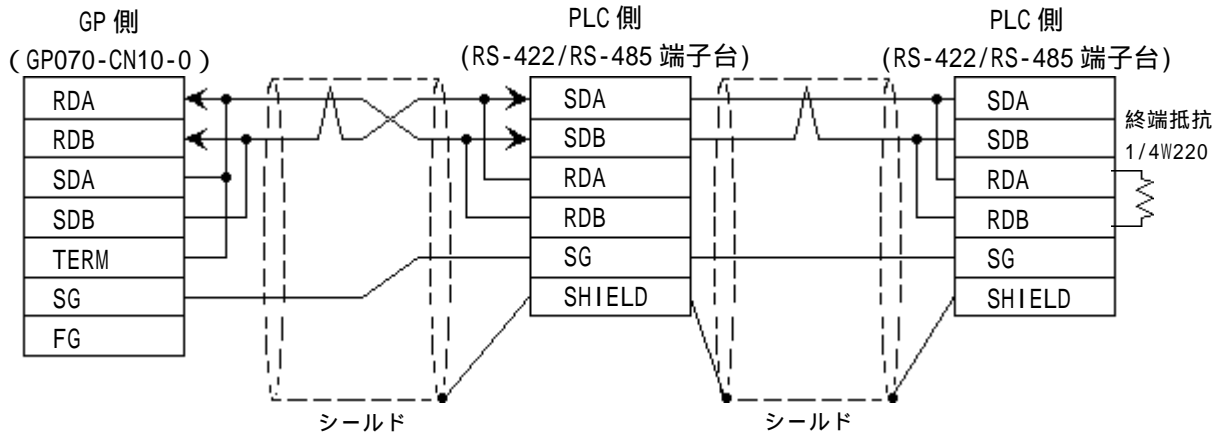 GP 側
(GP070-CN10-0)
RDA
RDB
SDA
SDB
TERM
SG
FG
シールド
PLC 側
(RS-422/RS-485 端子台)
SDA
SDB
RDA
RDB
SG
SHIELD
シールド
PLC 側
(RS-422/RS-485 端子台)
SDA
SDB
RDA
RDB
SG
SHIELD
終端抵抗
1/4W220